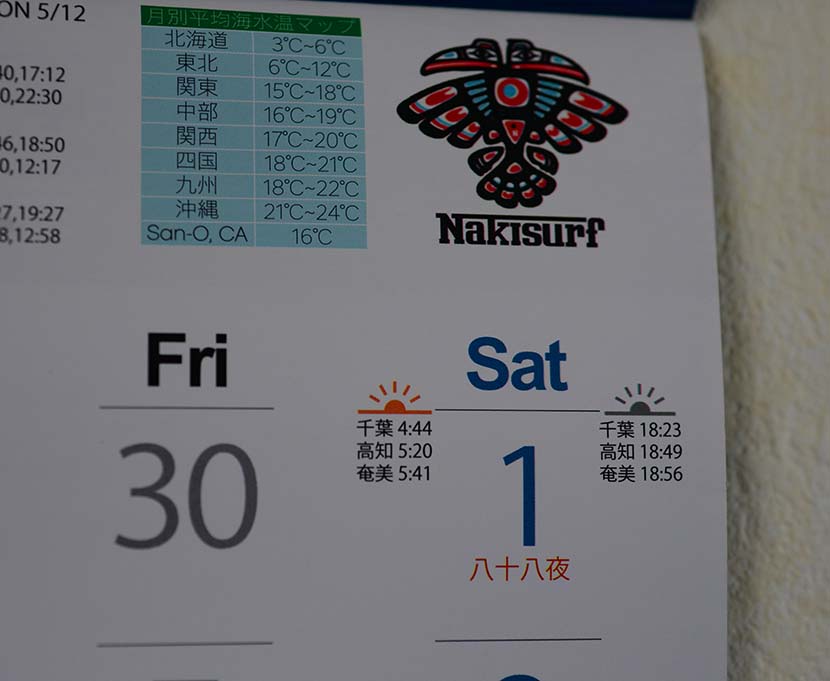 ON 5/12
40,17:12
0,22:30
46,18:50
0,12:17
27,19:27
8,12:58
月別平均海水温マップ
北海道 3℃~6℃
東北 6℃~12℃
関東 15℃~18℃
中部 16℃~19℃
関西 17℃~20℃
四国 18℃~21℃
九州 18℃~22℃
沖縄 21℃~24℃
San-O, CA 16℃
NAKISURF
Fri
30
Sat
千葉 4:44
高知 5:20
奄美 5:41
1
八十八夜
千葉 18:23
高知 18:49
奄美 18:56